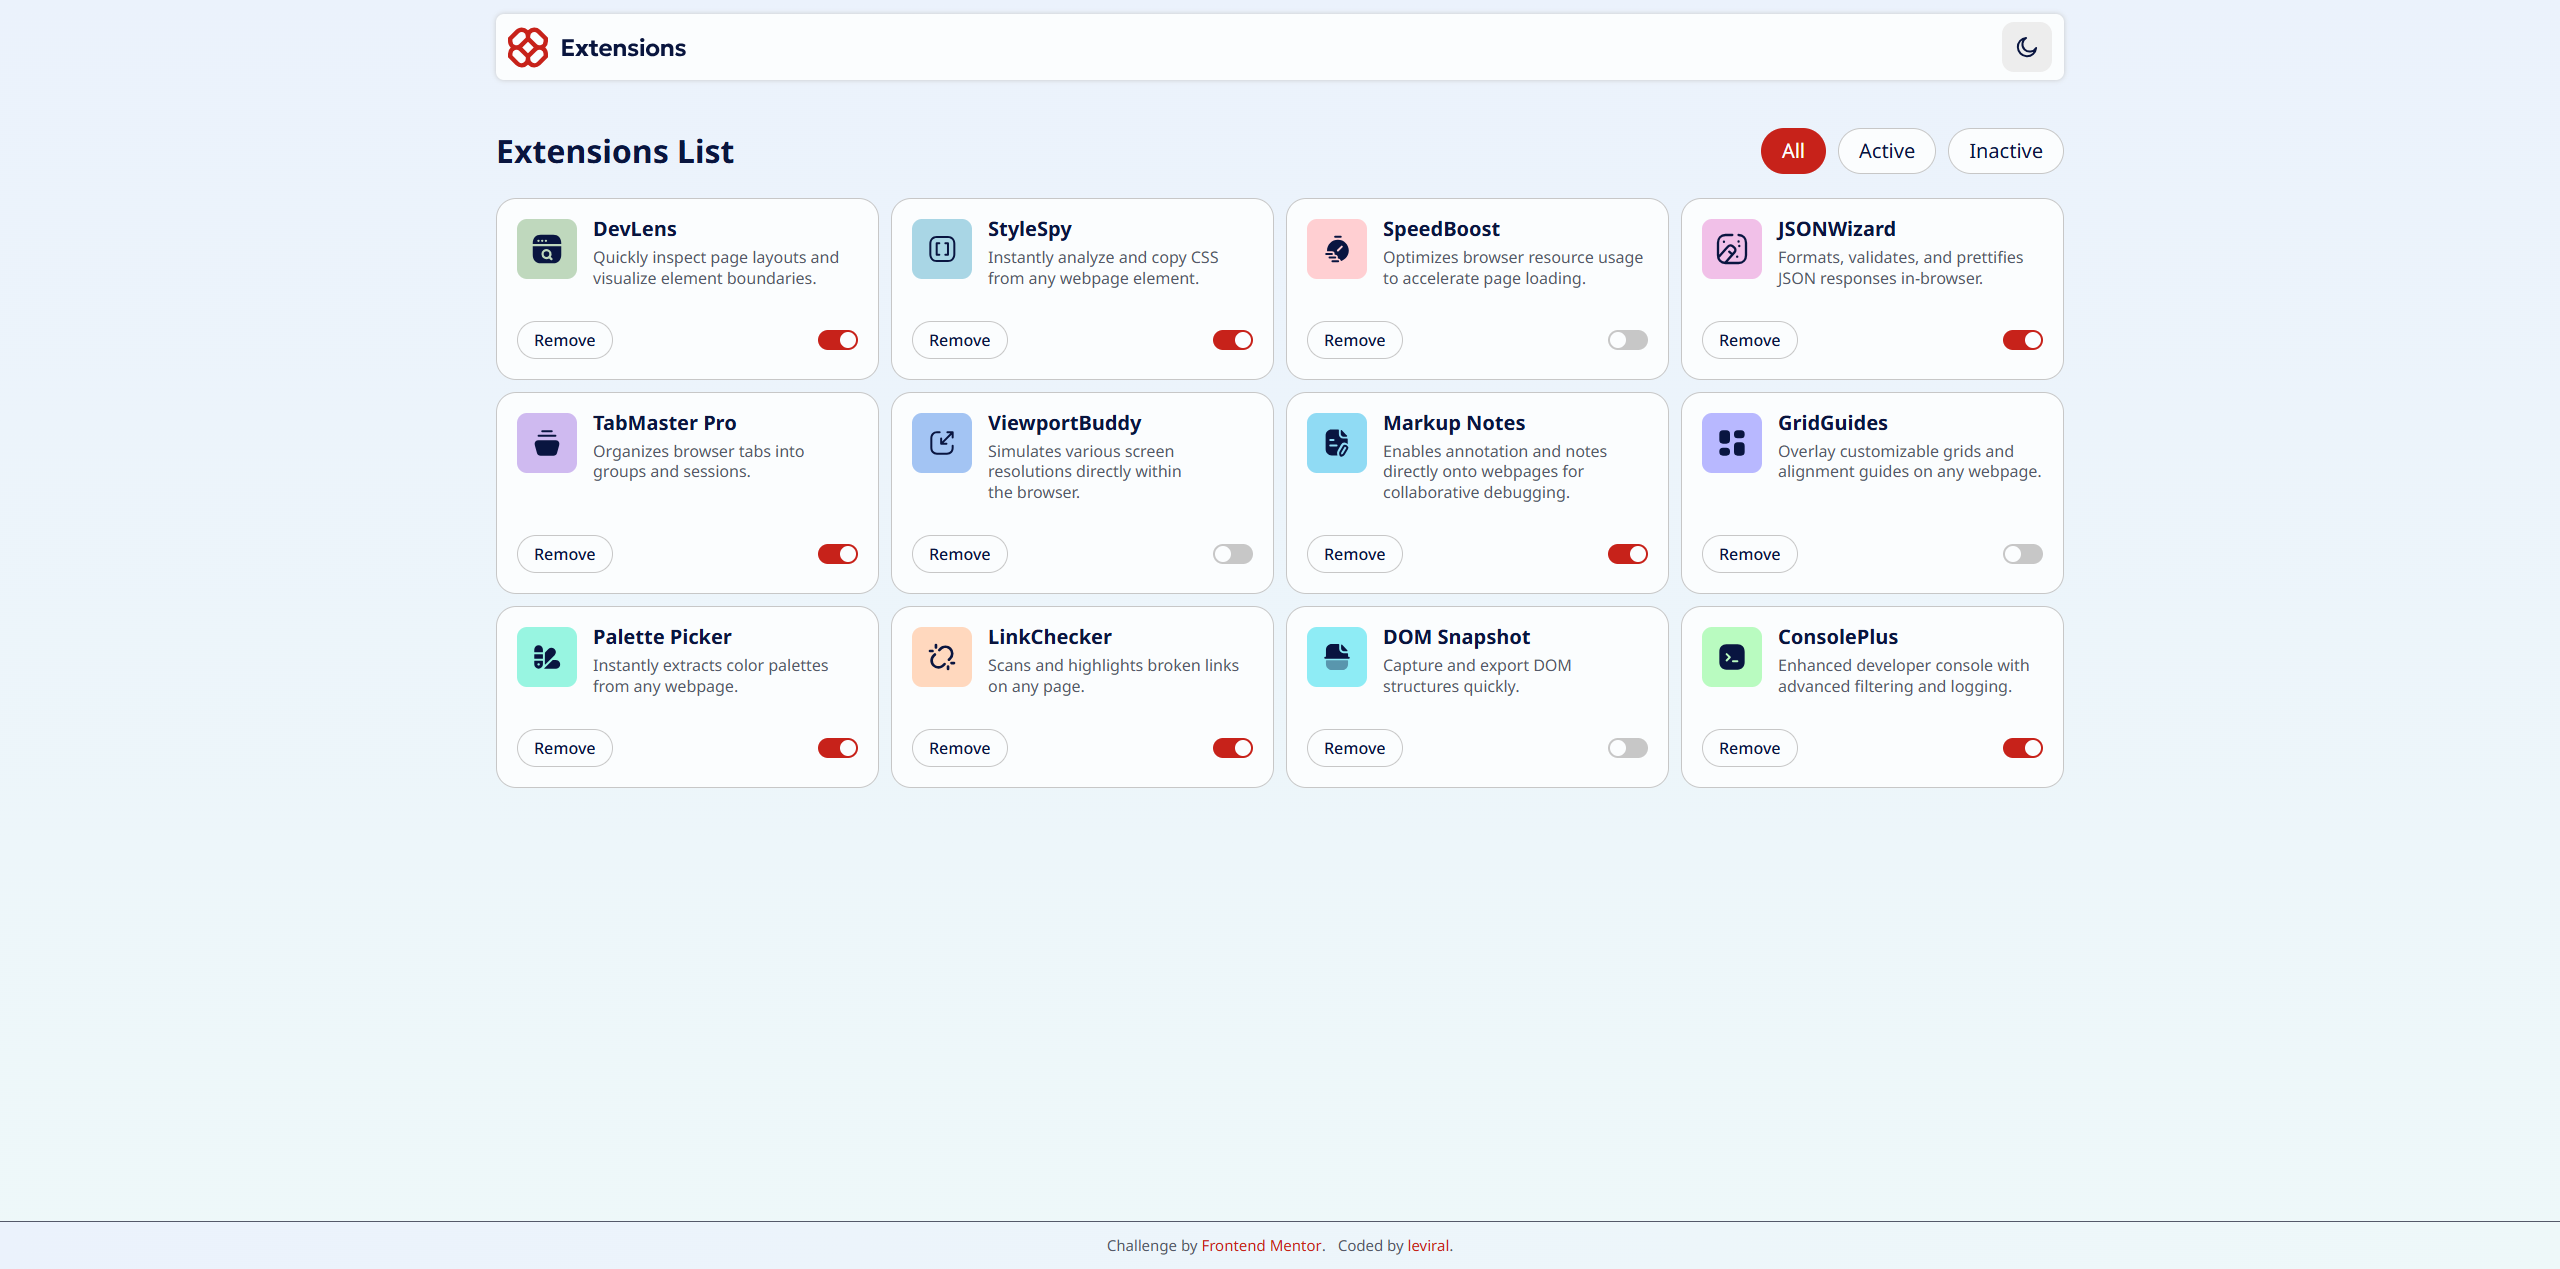 Extensions
Extensions List
All
Active
Inactive
DevLens
Quickly inspect page layouts and
visualize element boundaries.
Remove
StyleSpy
Instantly analyze and copy CSS
from any webpage element.
Remove
SpeedBoost
Optimizes browser resource usage
to accelerate page loading.
Remove
JSONWizard
Formats, validates, and prettifies
JSON responses in-browser.
Remove
TabMaster Pro
Organizes browser tabs into
groups and sessions.
Remove
ViewportBuddy
Simulates various screen
resolutions directly within
the browser.
Remove
Markup Notes
Enables annotation and notes
directly onto webpages for
collaborative debugging.
Remove
GridGuides
Overlay customizable grids and
alignment guides on any webpage.
Remove
Palette Picker
Instantly extracts color palettes
from any webpage.
Remove
LinkChecker
Scans and highlights broken links
on any page.
Remove
DOM Snapshot
Capture and export DOM
structures quickly.
Remove
ConsolePlus
Enhanced developer console with
advanced filtering and logging.
Remove
Challenge by Frontend Mentor. Coded by leviral.